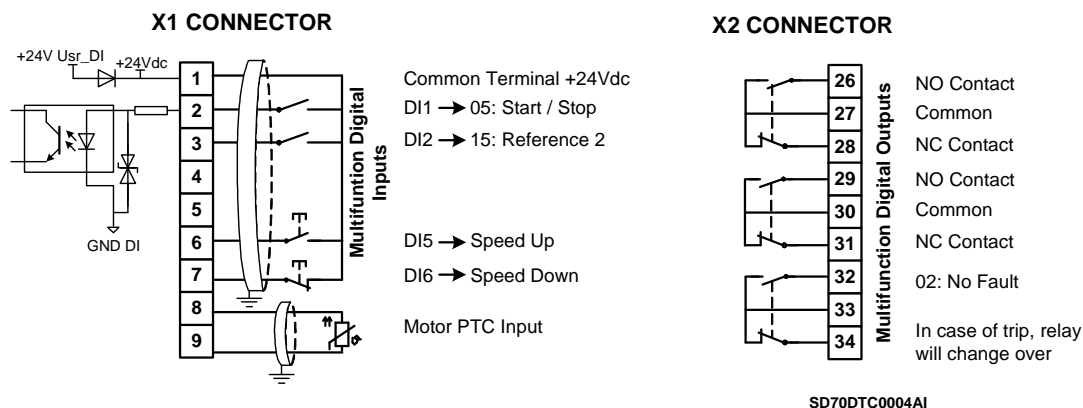 X1 CONNECTOR
+24V Usr_DI
+24Vdc
GND DI
1
2
3
4
5
6
7
8
9
Multifuntion Digital
Inputs
Common Terminal +24Vdc
DI1 → 05: Start / Stop
DI2 → 15: Reference 2
DI5 → Speed Up
DI6 → Speed Down
Motor PTC Input
X2 CONNECTOR
26
27
28
29
30
31
32
33
34
Multifunction Digital Outputs
NO Contact
Common
NC Contact
NO Contact
Common
NC Contact
02: No Fault
In case of trip, relay
will change over
SD70DTC0004AI